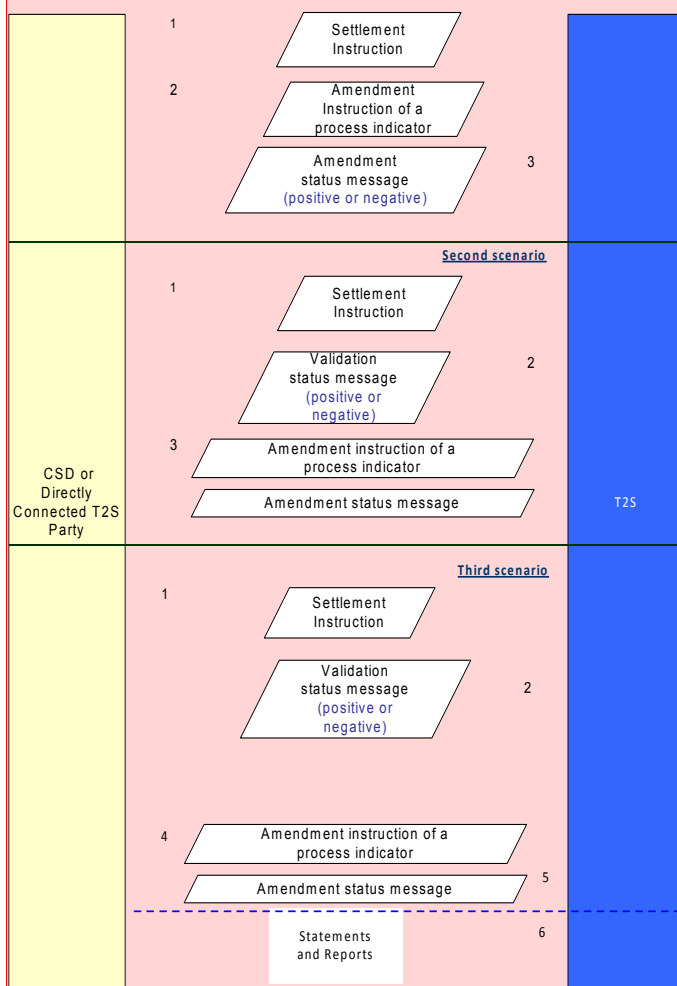 1
Settlement
Instruction
2
Amendment
Instruction of a
process indicator
Amendment
status message
(positive or negative)
3
Second scenario
1
Settlement
Instruction
Validation
status message
(positive or
negative)
2
3
Amendment instruction of a
process indicator
Amendment status message
CSD or
Directly
Connected T2S
Party
T2S
Third scenario
1
Settlement
Instruction
Validation
status message
(positive or
negative)
2
4
Amendment instruction of a
process indicator
Amendment status message
5
Statements
and Reports
6